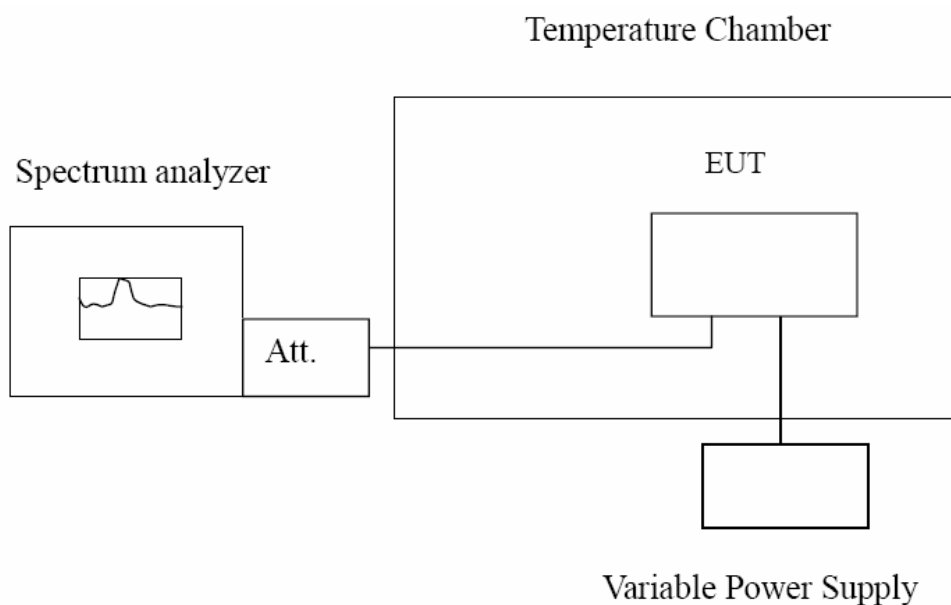 Temperature Chamber
Spectrum analyzer
EUT
Att.
Variable Power Supply